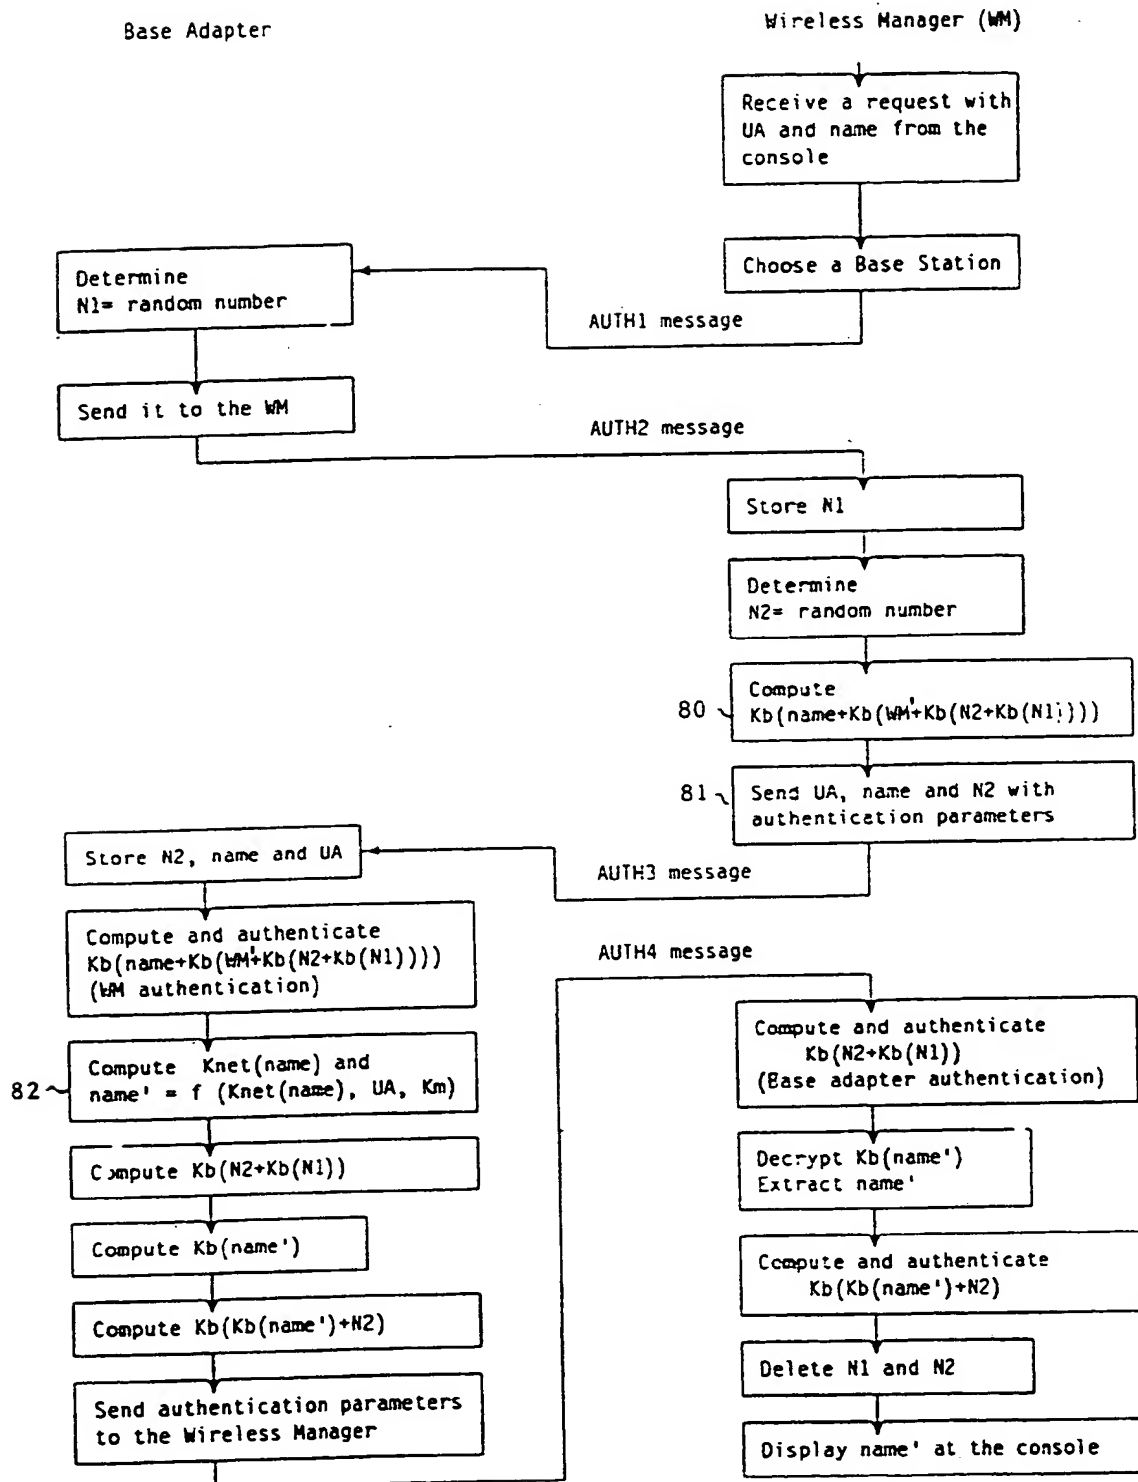 Base Adapter
Wireless Manager (WM)
Receive a request with
UA and name from the
console
Choose a Base Station
AUTH1 message
Determine
N1= random number
Send it to the WM
AUTH2 message
Store N1
Determine
N2= random number
80
Compute
Kb(name+Kb(WM'+Kb(N2+Kb(N1))))
81
Send UA, name and N2 with
authentication parameters
AUTH3 message
Store N2, name and UA
Compute and authenticate
Kb(name+Kb(WM'+Kb(N2+Kb(N1))))
(WM authentication)
82
Compute Knet(name) and
name' = f (Knet(name), UA, Km)
Compute Kb(N2+Kb(N1))
Compute Kb(name')
Compute Kb(Kb(name')+N2)
Send authentication parameters
to the Wireless Manager
AUTH4 message
Compute and authenticate
Kb(N2+Kb(N1))
(Base adapter authentication)
Decrypt Kb(name')
Extract name'
Compute and authenticate
Kb(Kb(name')+N2)
Delete N1 and N2
Display name' at the console